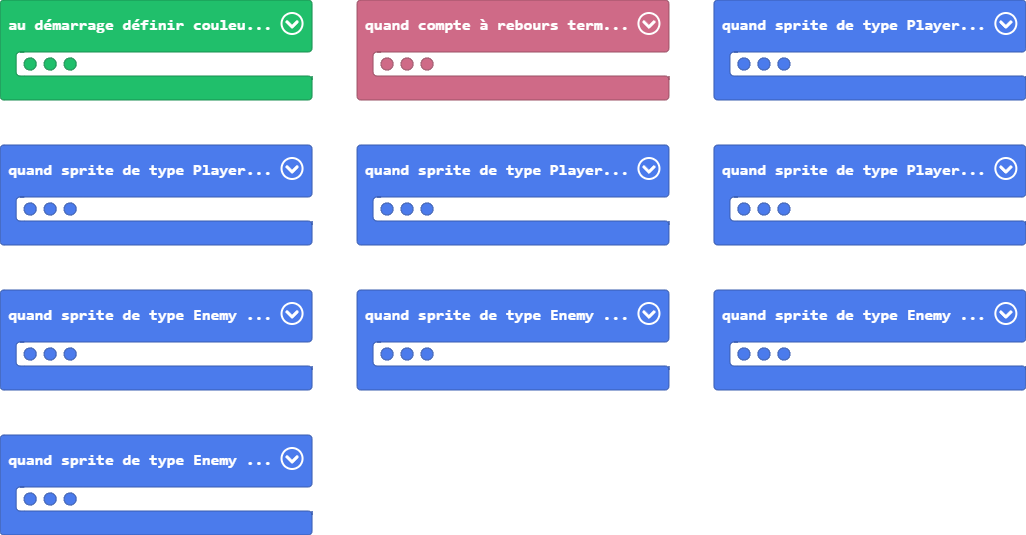 au démarrage définir couleu...
quand compte à rebours term...
quand sprite de type Player...
quand sprite de type Player...
quand sprite de type Player...
quand sprite de type Player...
quand sprite de type Enemy ...
quand sprite de type Enemy ...
quand sprite de type Enemy ...
quand sprite de type Enemy ...